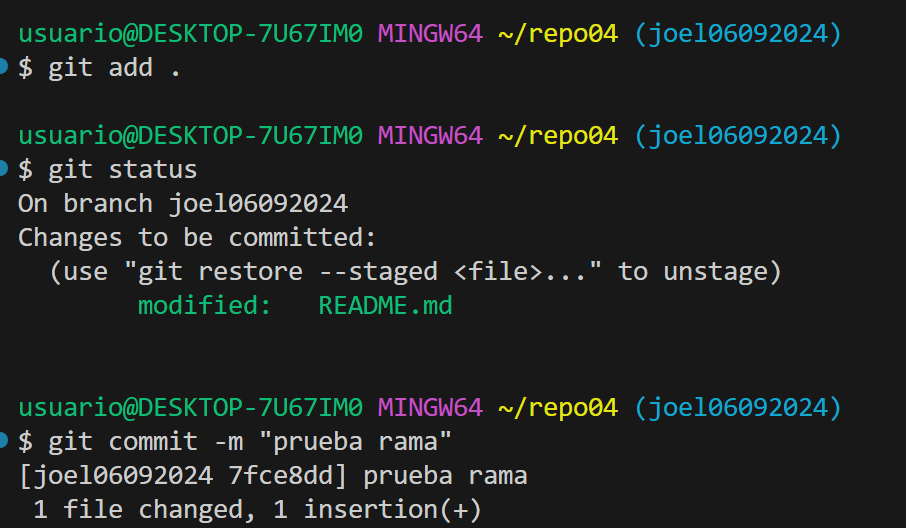 usuario@DESKTOP-7U67IM0 MINGW64 ~/repo04 (joel06092024)
$ git add .
usuario@DESKTOP-7U67IM0 MINGW64 ~/repo04 (joel06092024)
$ git status
On branch joel06092024
Changes to be committed:
  (use "git restore --staged <file>..." to unstage)
        modified:   README.md
usuario@DESKTOP-7U67IM0 MINGW64 ~/repo04 (joel06092024)
$ git commit -m "prueba rama"
[joel06092024 7fce8dd] prueba rama
 1 file changed, 1 insertion(+)